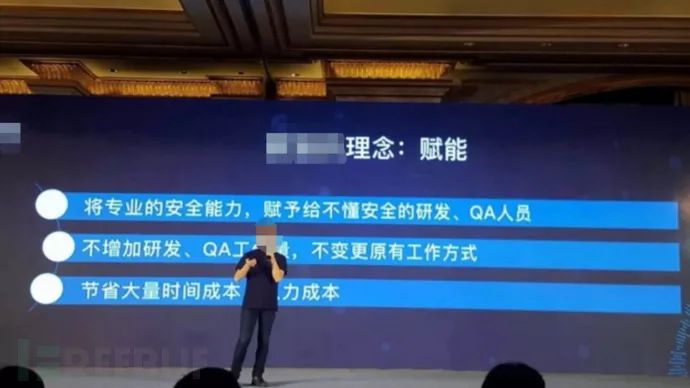 理念：赋能
将专业的安全能力，赋予给不懂安全的研发、QA人员
不增加研发、QA工 量，不变更原有工作方式
节省大量时间成本 力成本
REEBUF